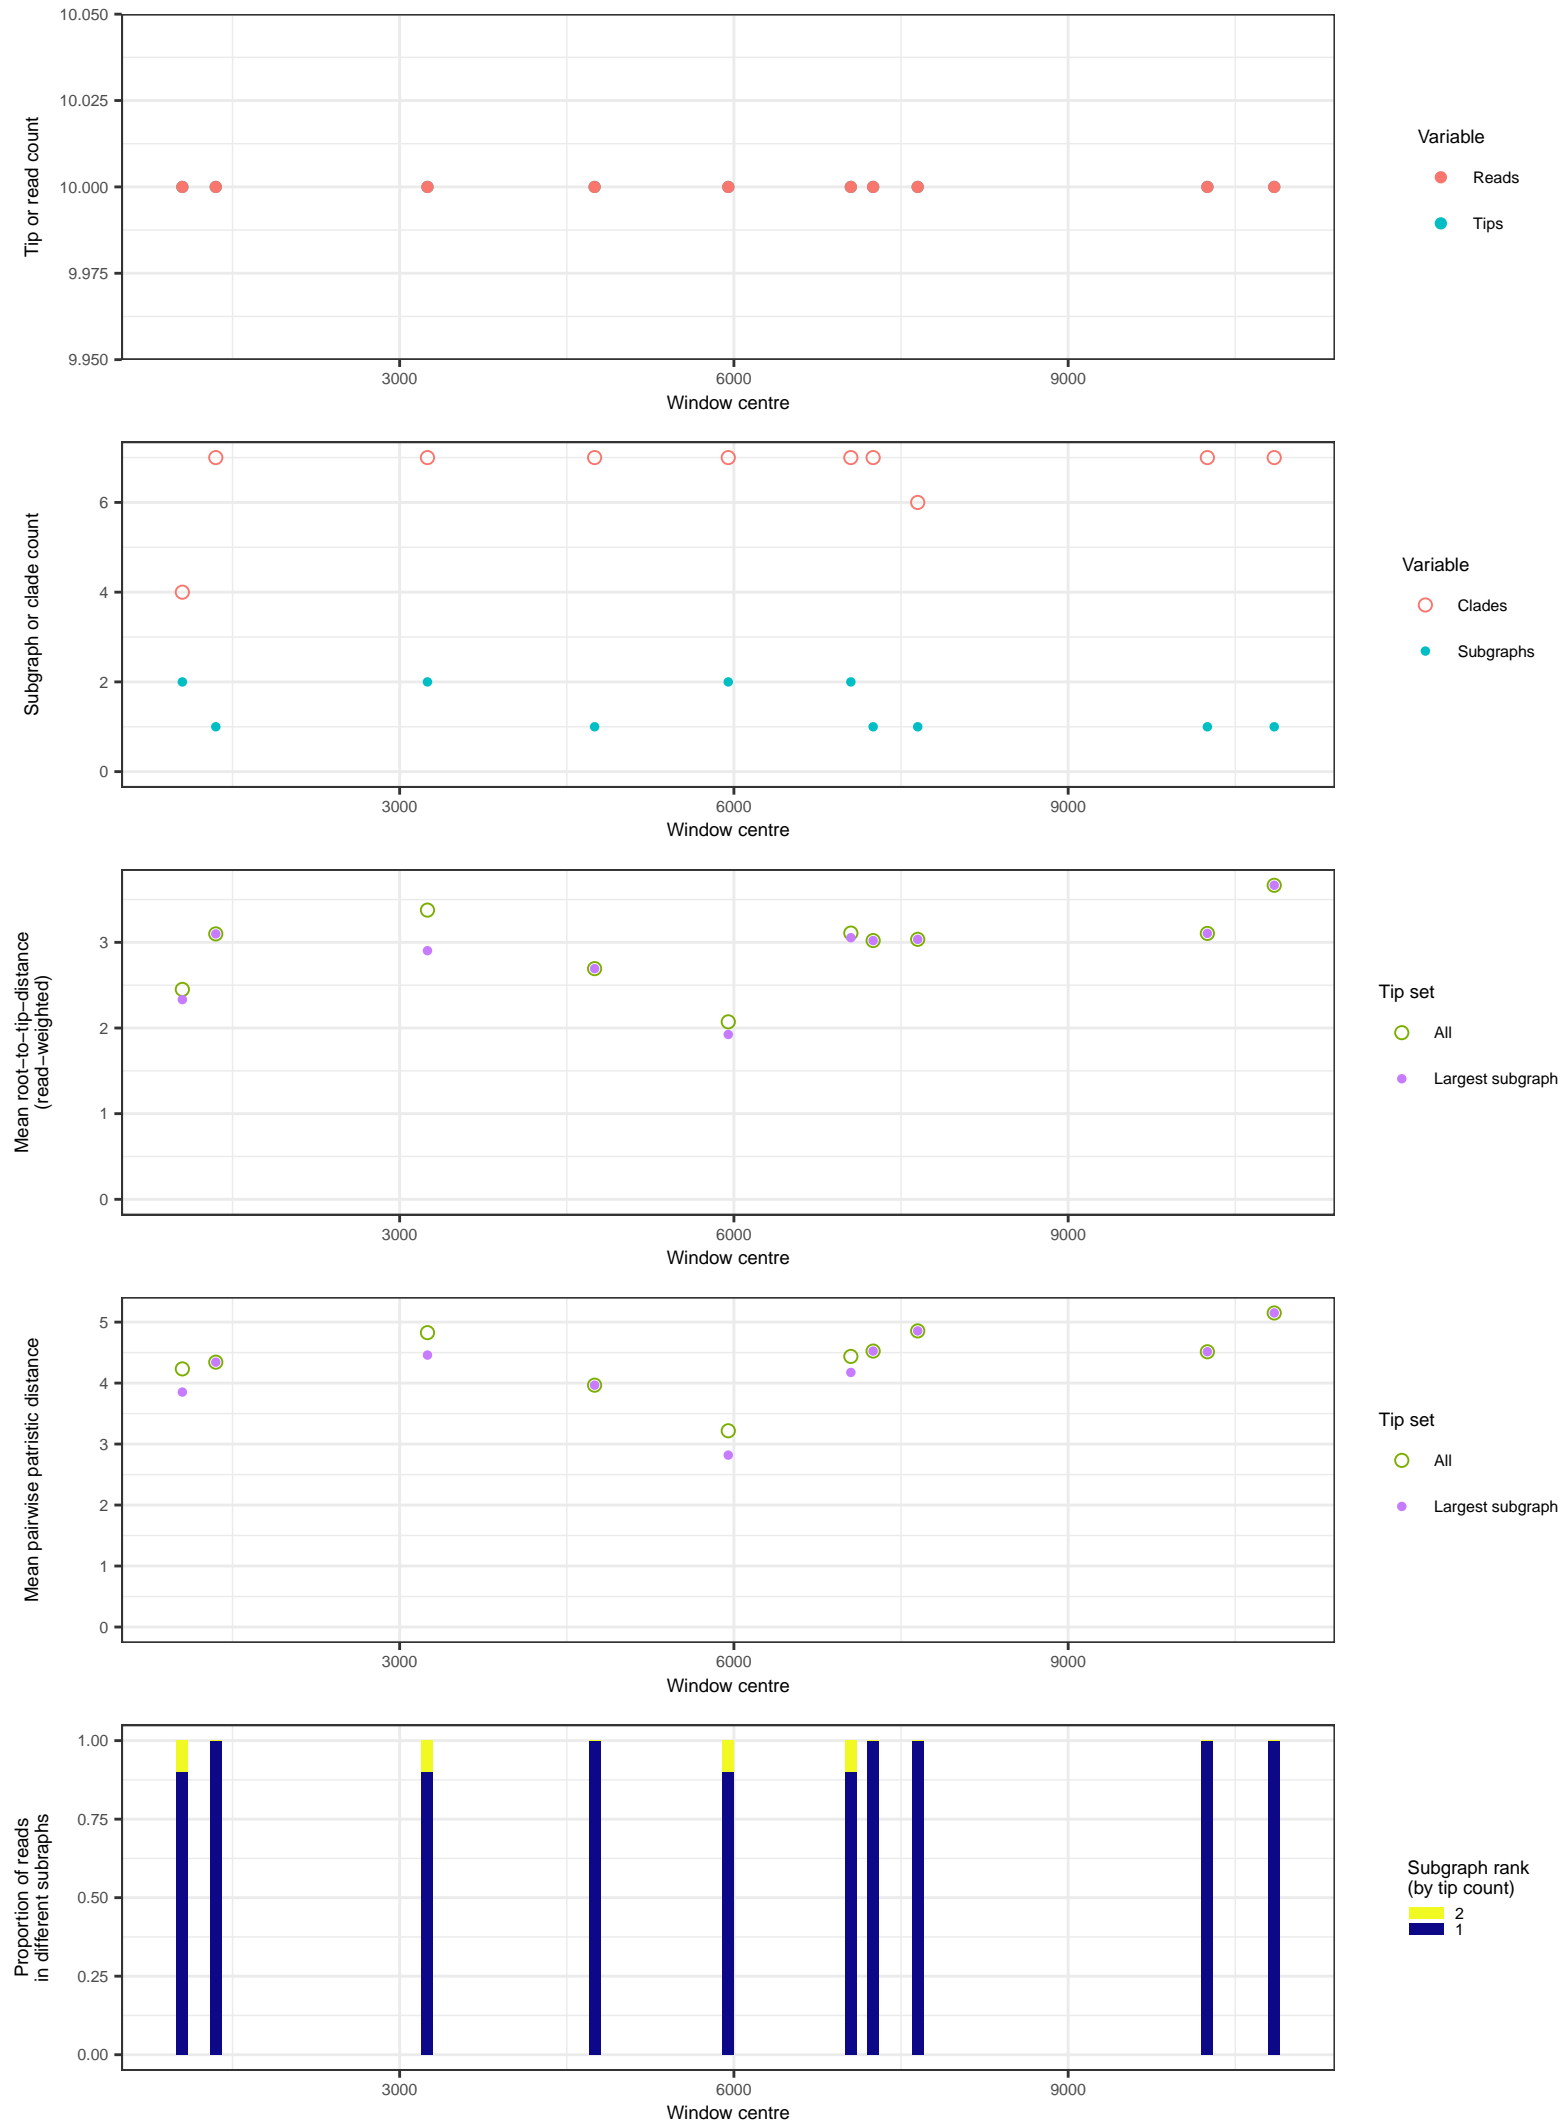 10.050
10.025
10.000
9.975
9.950
Tip or read count
3000 6000 9000
Window centre
Variable
Reads
Tips
6
4
2
0
Subgraph or clade count
3000 6000 9000
Window centre
Variable
Clades
Subgraphs
3
2
1
0
Mean root−to−tip−distance
(read−weighted)
3000 6000 9000
Window centre
Tip set
All
Largest subgraph
5
4
3
2
1
0
Mean pairwise patristic distance
3000 6000 9000
Window centre
Tip set
All
Largest subgraph
1.00
0.75
0.50
0.25
0.00
Proportion of reads
in different subraphs
3000 6000 9000
Window centre
Subgraph rank
(by tip count)
2
1